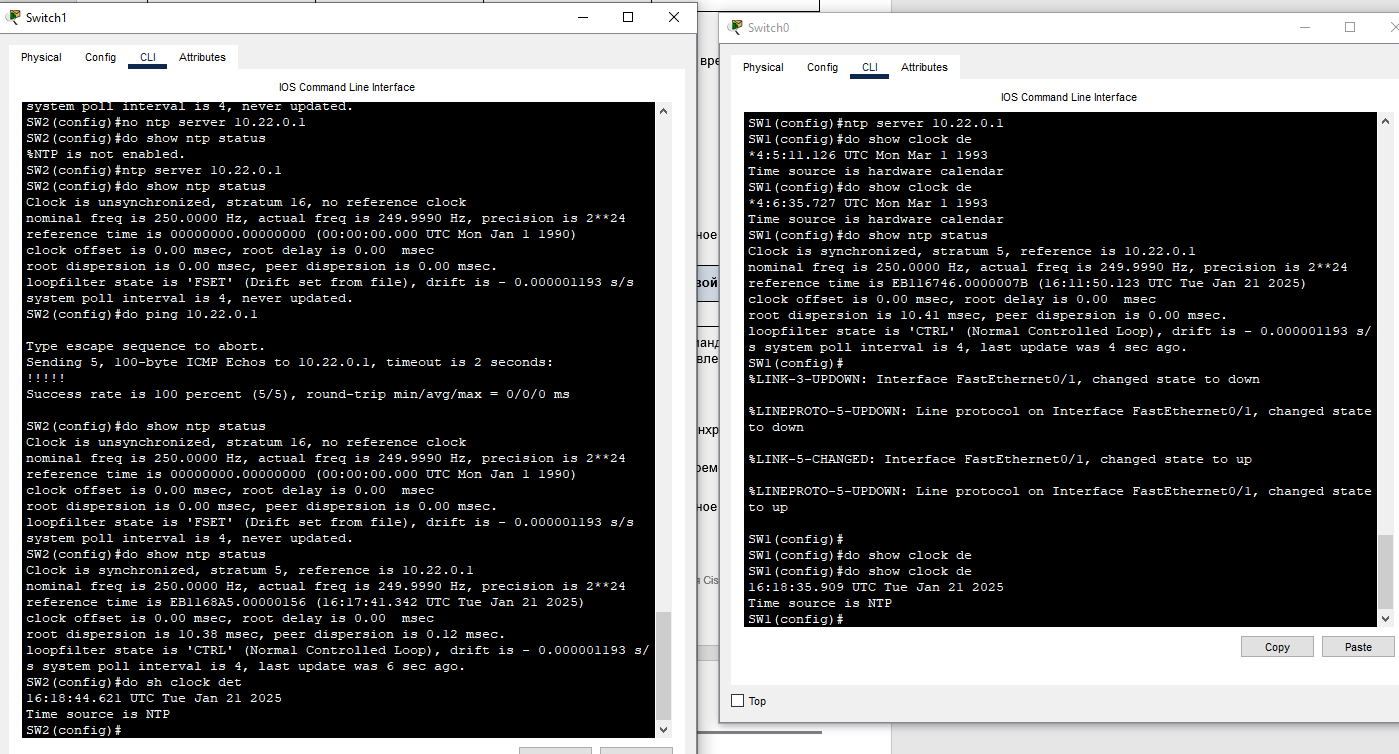 Switch1
Physical Config CLI Attributes
IOS Command Line Interface
system poll interval is 4, never updated.
SW2(config)#no ntp server 10.22.0.1
SW2(config)#do show ntp status
%NTP is not enabled.
SW2(config)#ntp server 10.22.0.1
SW2(config)#do show ntp status
Clock is unsynchronized, stratum 16, no reference clock
nominal freq is 250.0000 Hz, actual freq is 249.9990 Hz, precision is 2**24
reference time is 00000000.00000000 (00:00:00.000 UTC Mon Jan 1 1990)
clock offset is 0.00 msec, root delay is 0.00  msec
root dispersion is 0.00 msec, peer dispersion is 0.00 msec.
loopfilter state is 'FSET' (Drift set from file), drift is - 0.000001193 s/s
system poll interval is 4, never updated.
SW2(config)#do ping 10.22.0.1
Type escape sequence to abort.
Sending 5, 100-byte ICMP Echos to 10.22.0.1, timeout is 2 seconds:
!!!!!
Success rate is 100 percent (5/5), round-trip min/avg/max = 0/0/0 ms
SW2(config)#do show ntp status
Clock is unsynchronized, stratum 16, no reference clock
nominal freq is 250.0000 Hz, actual freq is 249.9990 Hz, precision is 2**24
reference time is 00000000.00000000 (00:00:00.000 UTC Mon Jan 1 1990)
clock offset is 0.00 msec, root delay is 0.00  msec
root dispersion is 0.00 msec, peer dispersion is 0.00 msec.
loopfilter state is 'FSET' (Drift set from file), drift is - 0.000001193 s/s
system poll interval is 4, never updated.
SW2(config)#do show ntp status
Clock is synchronized, stratum 5, reference is 10.22.0.1
nominal freq is 250.0000 Hz, actual freq is 249.9990 Hz, precision is 2**24
reference time is EB1168A5.00000156 (16:17:41.342 UTC Tue Jan 21 2025)
clock offset is 0.00 msec, root delay is 0.00  msec
root dispersion is 10.38 msec, peer dispersion is 0.12 msec.
loopfilter state is 'CTRL' (Normal Controlled Loop), drift is - 0.000001193 s/
s system poll interval is 4, last update was 6 sec ago.
SW2(config)#do sh clock det
16:18:44.621 UTC Tue Jan 21 2025
Time source is NTP
SW2(config)#
Switch0
Physical Config CLI Attributes
IOS Command Line Interface
SW1(config)#ntp server 10.22.0.1
SW1(config)#do show clock de
*4:5:11.126 UTC Mon Mar 1 1993
Time source is hardware calendar
SW1(config)#do show clock de
*4:6:35.727 UTC Mon Mar 1 1993
Time source is hardware calendar
SW1(config)#do show ntp status
Clock is synchronized, stratum 5, reference is 10.22.0.1
nominal freq is 250.0000 Hz, actual freq is 249.9990 Hz, precision is 2**24
reference time is EB116746.0000007B (16:11:50.123 UTC Tue Jan 21 2025)
clock offset is 0.00 msec, root delay is 0.00  msec
root dispersion is 10.41 msec, peer dispersion is 0.00 msec.
loopfilter state is 'CTRL' (Normal Controlled Loop), drift is - 0.000001193 s/
s system poll interval is 4, last update was 4 sec ago.
SW1(config)#
%LINK-3-UPDOWN: Interface FastEthernet0/1, changed state to down
%LINEPROTO-5-UPDOWN: Line protocol on Interface FastEthernet0/1, changed state
to down
%LINK-5-CHANGED: Interface FastEthernet0/1, changed state to up
%LINEPROTO-5-UPDOWN: Line protocol on Interface FastEthernet0/1, changed state
to up
SW1(config)#
SW1(config)#do show clock de
SW1(config)#do show clock de
16:18:35.909 UTC Tue Jan 21 2025
Time source is NTP
SW1(config)#
Copy Paste
Top